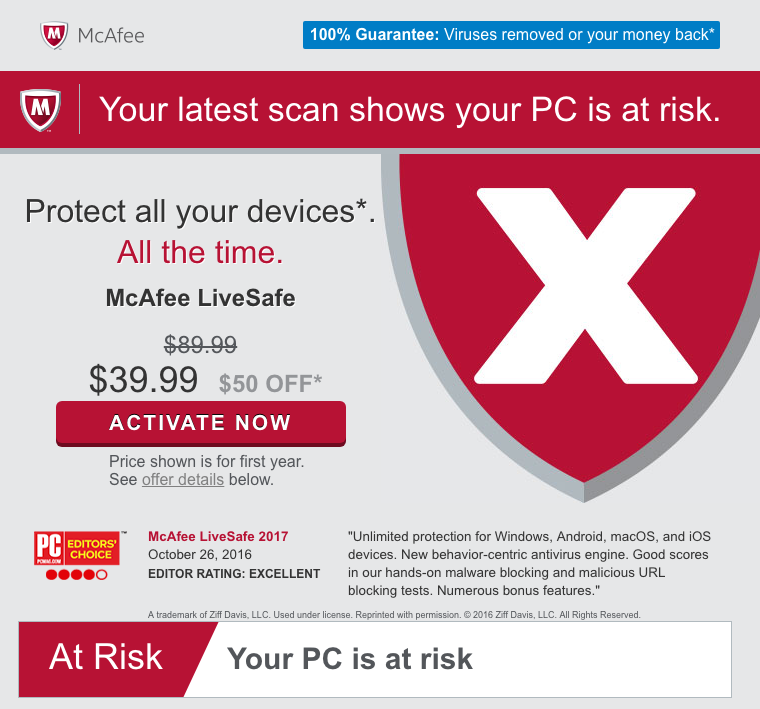 McAfee
100% Guarantee: Viruses removed or your money back*
Your latest scan shows your PC is at risk.
Protect all your devices*.
All the time.
McAfee LiveSafe
$89.99
$39.99 $50 OFF*
ACTIVATE NOW
Price shown is for first year.
See offer details below.
PC EDITORS'
CHOICE
PCMAG.COM
McAfee LiveSafe 2017
October 26, 2016
EDITOR RATING: EXCELLENT
"Unlimited protection for Windows, Android, macOS, and iOS
devices. New behavior-centric antivirus engine. Good scores
in our hands-on malware blocking and malicious URL
blocking tests. Numerous bonus features."
A trademark of Ziff Davis, LLC. Used under license. Reprinted with permission. © 2016 Ziff Davis, LLC. All Rights Reserved.
At Risk Your PC is at risk